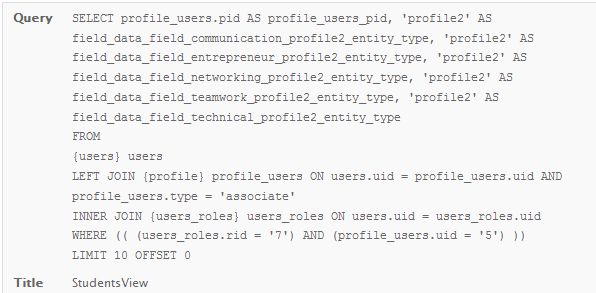 Query SELECT profile_users.pid AS profile_users_pid, 'profile2' AS
field_data_field_communication_profile2_entity_type, 'profile2' AS
field_data_field_entrepreneur_profile2_entity_type, 'profile2' AS
field_data_field_networking_profile2_entity_type, 'profile2' AS
field_data_field_teamwork_profile2_entity_type, 'profile2' AS
field_data_field_technical_profile2_entity_type
FROM
{users} users
LEFT JOIN {profile} profile_users ON users.uid = profile_users.uid AND
profile_users.type = 'associate'
INNER JOIN {users_roles} users_roles ON users.uid = users_roles.uid
WHERE (( (users_roles.rid = '7') AND (profile_users.uid = '5') ))
LIMIT 10 OFFSET 0
Title StudentsView